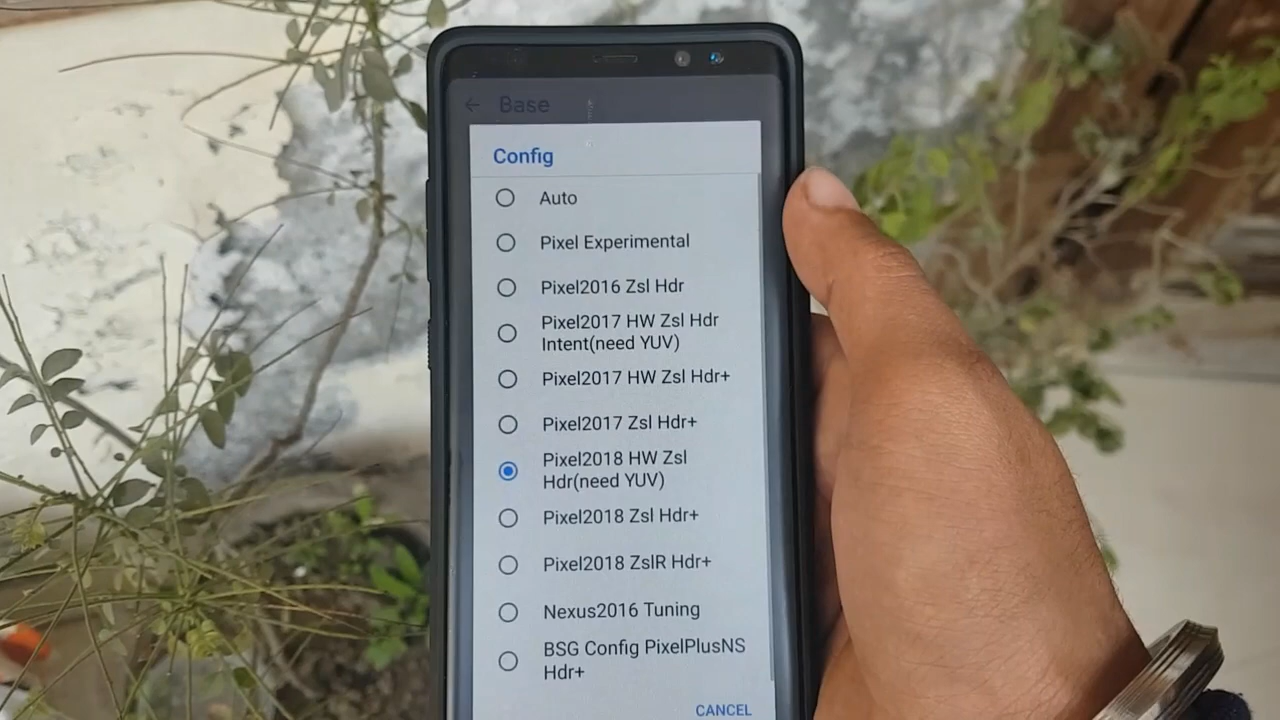 Base
Config
Auto
Pixel Experimental
Pixel2016 Zsl Hdr
Pixel2017 HW Zsl Hdr
Intent(need YUV)
Pixel2017 HW Zsl Hdr+
Pixel2017 Zsl Hdr+
Pixel2018 HW Zsl
Hdr(need YUV)
Pixel2018 Zsl Hdr+
Pixel2018 ZslR Hdr+
Nexus2016 Tuning
BSG Config PixelPlusNS
Hdr+
CANCEL